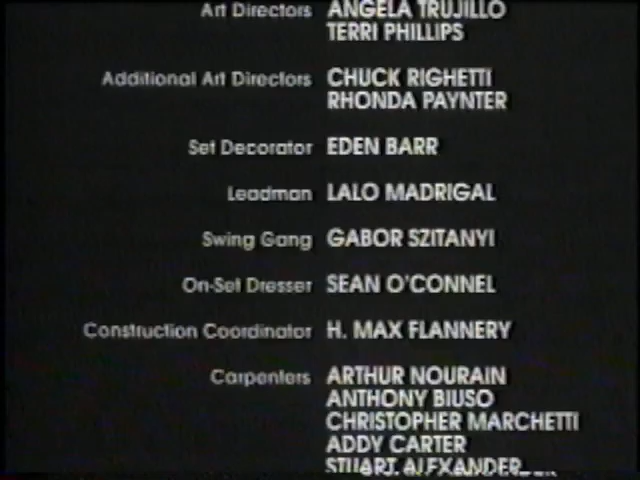 Art Directors ANGELA TRUJILLO
TERRI PHILLIPS
Additional Art Directors CHUCK RIGHETTI
RHONDA PAYNTER
Set Decorator EDEN BARR
Leadman LALO MADRIGAL
Swing Gang GABOR SZITANYI
On-Set Dresser SEAN O'CONNEL
Construction Coordinator H. MAX FLANNERY
Carpenters ARTHUR NOURAIN
ANTHONY BIUSO
CHRISTOPHER MARCHETTI
ADDY CARTER
STUART ALEXANDER